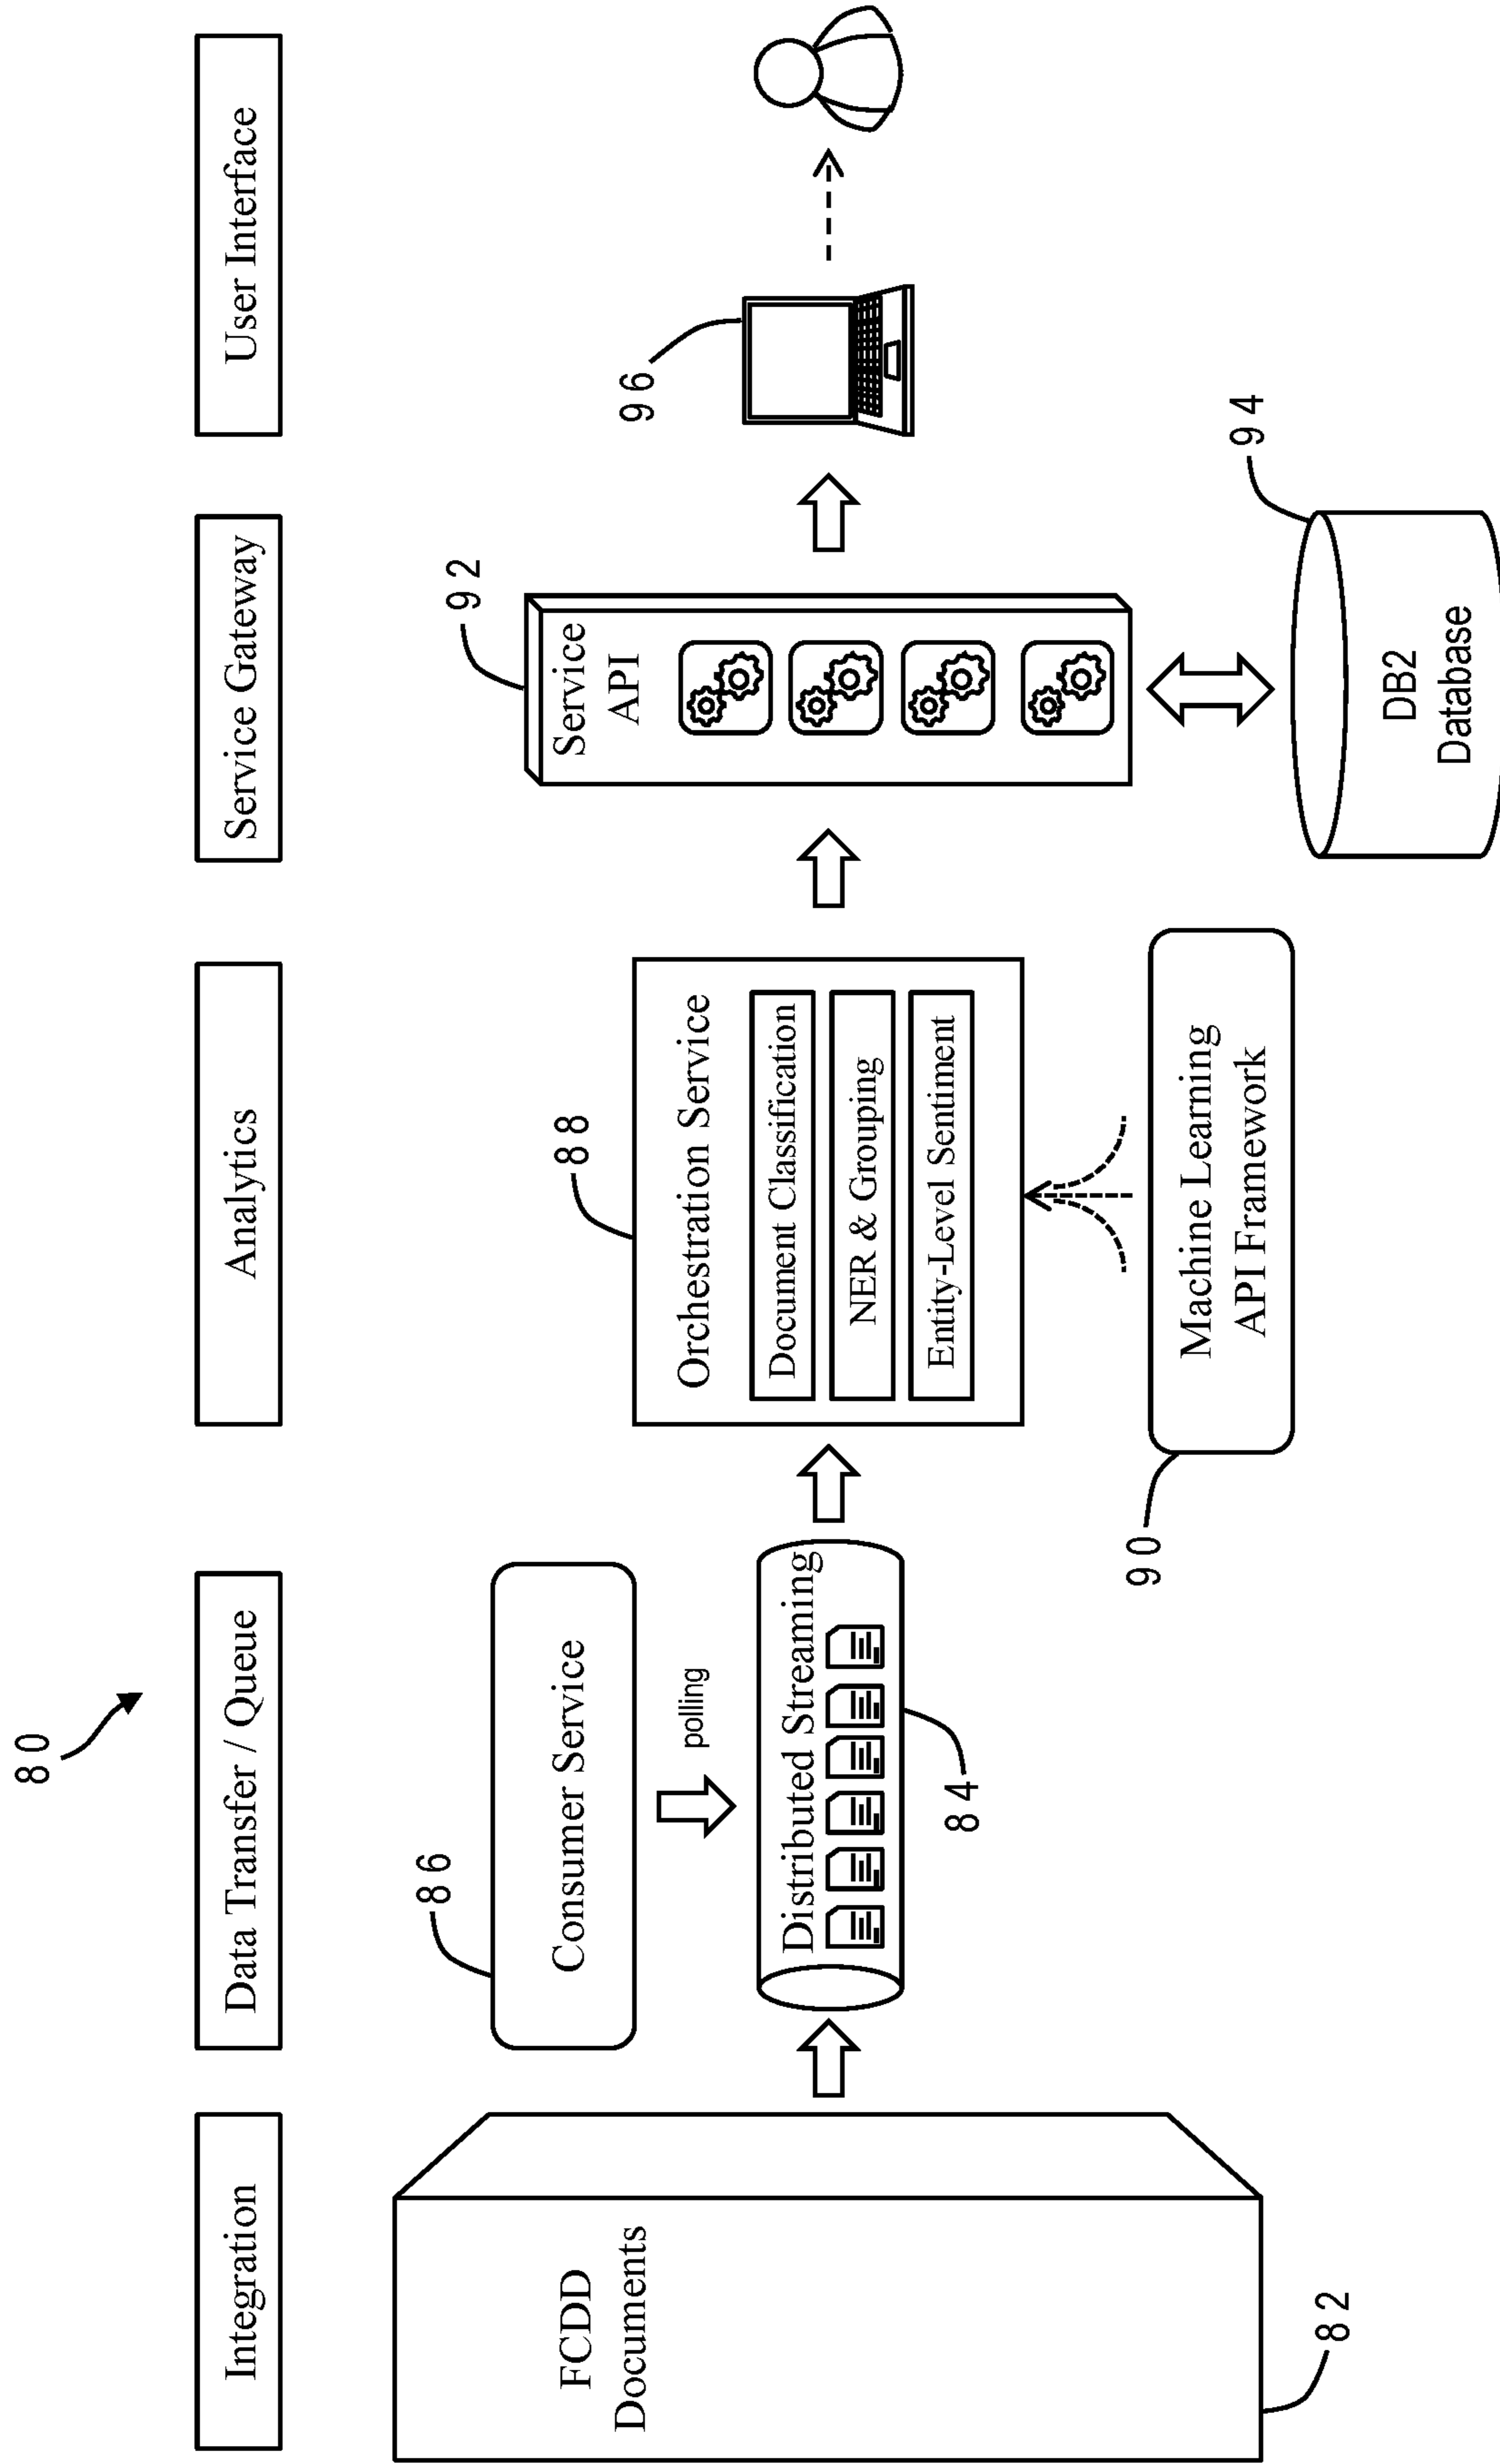 80
Integration
Data Transfer / Queue
Analytics
Service Gateway
User Interface
FCDD
Documents
82
86
Consumer Service
polling
Distributed Streaming
84
88
Orchestration Service
Document Classification
NER & Grouping
Entity-Level Sentiment
90
Machine Learning
API Framework
92
Service
API
94
DB2
Database
96